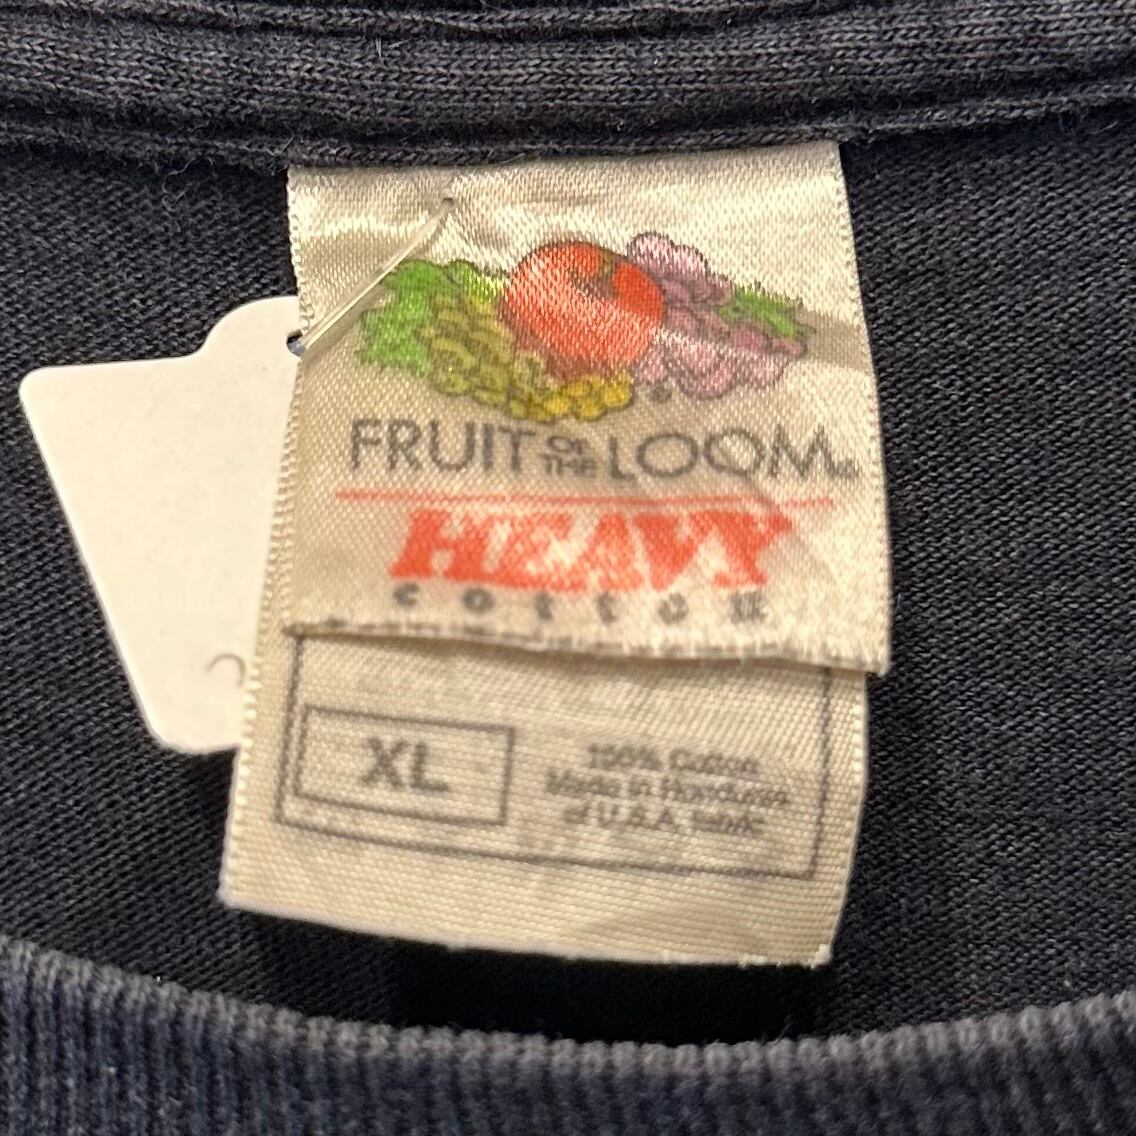 FRUIT OF THE LOOM®
HEAVY
COTTON
XL
100% Cotton
Made in Honduras
of U.S.A. fabric